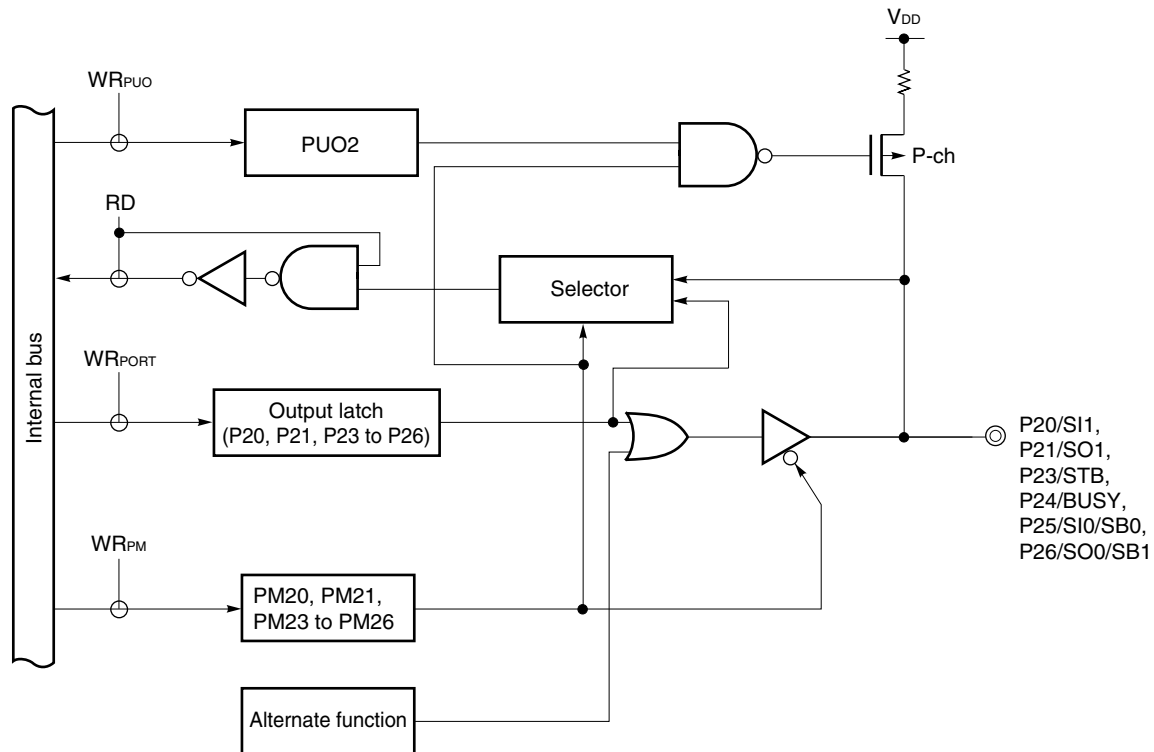 VDD
WRPUO
PUO2
P-ch
RD
Selector
Internal bus
WRPORT
Output latch
(P20, P21, P23 to P26)
P20/SI1,
P21/SO1,
P23/STB,
P24/BUSY,
P25/SI0/SB0,
P26/SO0/SB1
WRPM
PM20, PM21,
PM23 to PM26
Alternate function